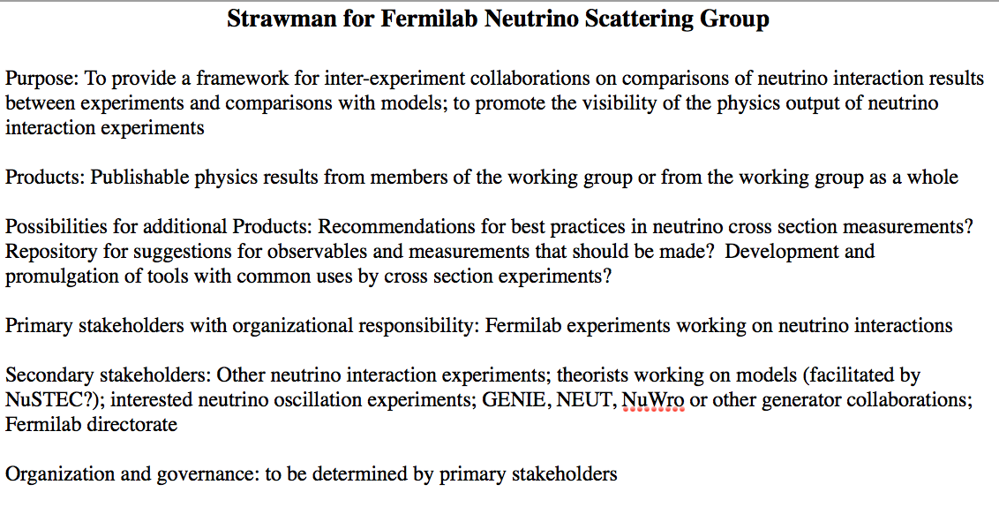 Strawman for Fermilab Neutrino Scattering Group
Purpose: To provide a framework for inter-experiment collaborations on comparisons of neutrino interaction results
between experiments and comparisons with models; to promote the visibility of the physics output of neutrino
interaction experiments
Products: Publishable physics results from members of the working group or from the working group as a whole
Possibilities for additional Products: Recommendations for best practices in neutrino cross section measurements?
Repository for suggestions for observables and measurements that should be made?  Development and
promulgation of tools with common uses by cross section experiments?
Primary stakeholders with organizational responsibility: Fermilab experiments working on neutrino interactions
Secondary stakeholders: Other neutrino interaction experiments; theorists working on models (facilitated by
NuSTEC?); interested neutrino oscillation experiments; GENIE, NEUT, NuWro or other generator collaborations;
Fermilab directorate
Organization and governance: to be determined by primary stakeholders